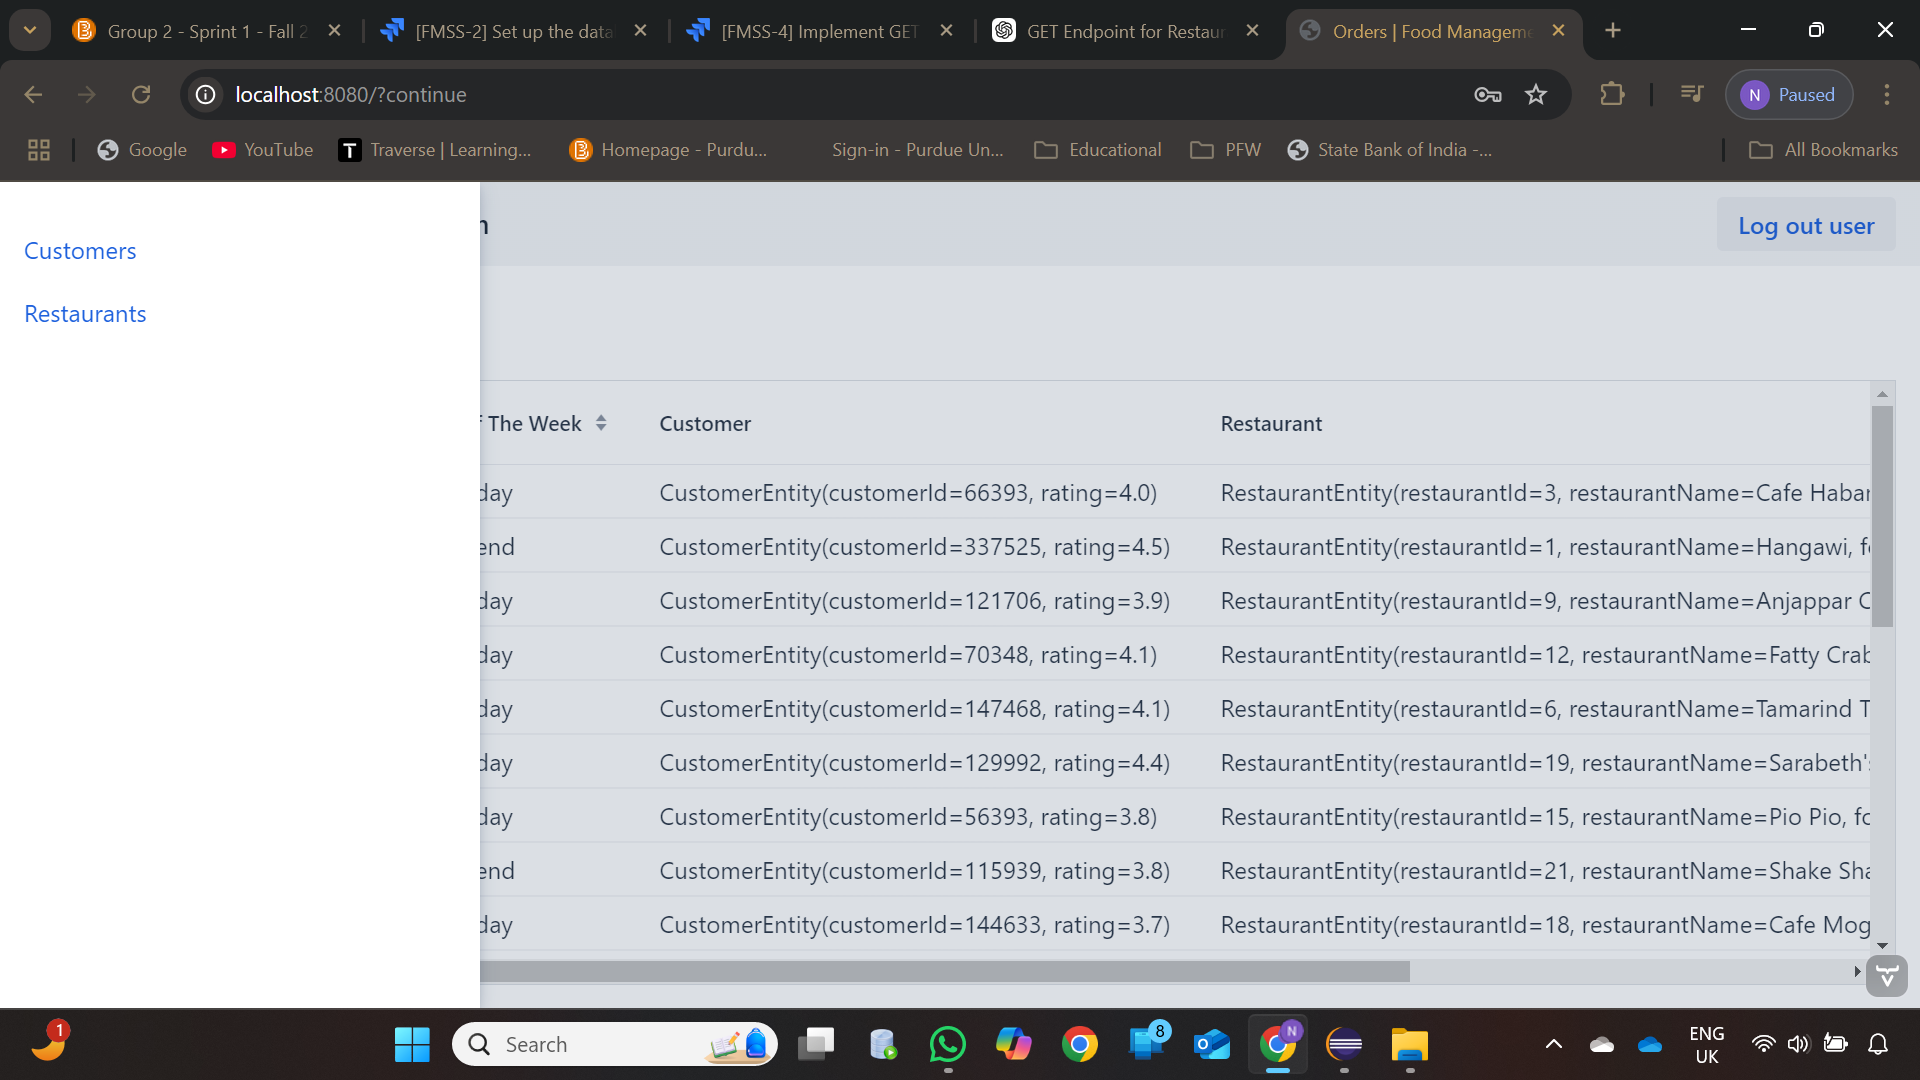 Group 2 - Sprint 1 - Fall 2
[FMSS-2] Set up the data
[FMSS-4] Implement GET
GET Endpoint for Restaur
Orders | Food Manageme
localhost:8080/?continue
N Paused
Google
YouTube
T Traverse | Learning...
Homepage - Purdu...
Sign-in - Purdue Un...
Educational
PFW
State Bank of India -...
All Bookmarks
Log out user
Customers
Restaurants
The Week Customer Restaurant
day CustomerEntity(customerId=66393, rating=4.0) RestaurantEntity(restaurantId=3, restaurantName=Cafe Habar
end CustomerEntity(customerId=337525, rating=4.5) RestaurantEntity(restaurantId=1, restaurantName=Hangawi, f
day CustomerEntity(customerId=121706, rating=3.9) RestaurantEntity(restaurantId=9, restaurantName=Anjappar C
day CustomerEntity(customerId=70348, rating=4.1) RestaurantEntity(restaurantId=12, restaurantName=Fatty Crab
day CustomerEntity(customerId=147468, rating=4.1) RestaurantEntity(restaurantId=6, restaurantName=Tamarind T
day CustomerEntity(customerId=129992, rating=4.4) RestaurantEntity(restaurantId=19, restaurantName=Sarabeth's
day CustomerEntity(customerId=56393, rating=3.8) RestaurantEntity(restaurantId=15, restaurantName=Pio Pio, fo
end CustomerEntity(customerId=115939, rating=3.8) RestaurantEntity(restaurantId=21, restaurantName=Shake Sha
day CustomerEntity(customerId=144633, rating=3.7) RestaurantEntity(restaurantId=18, restaurantName=Cafe Mog
1
Search
8
N
ENG
UK